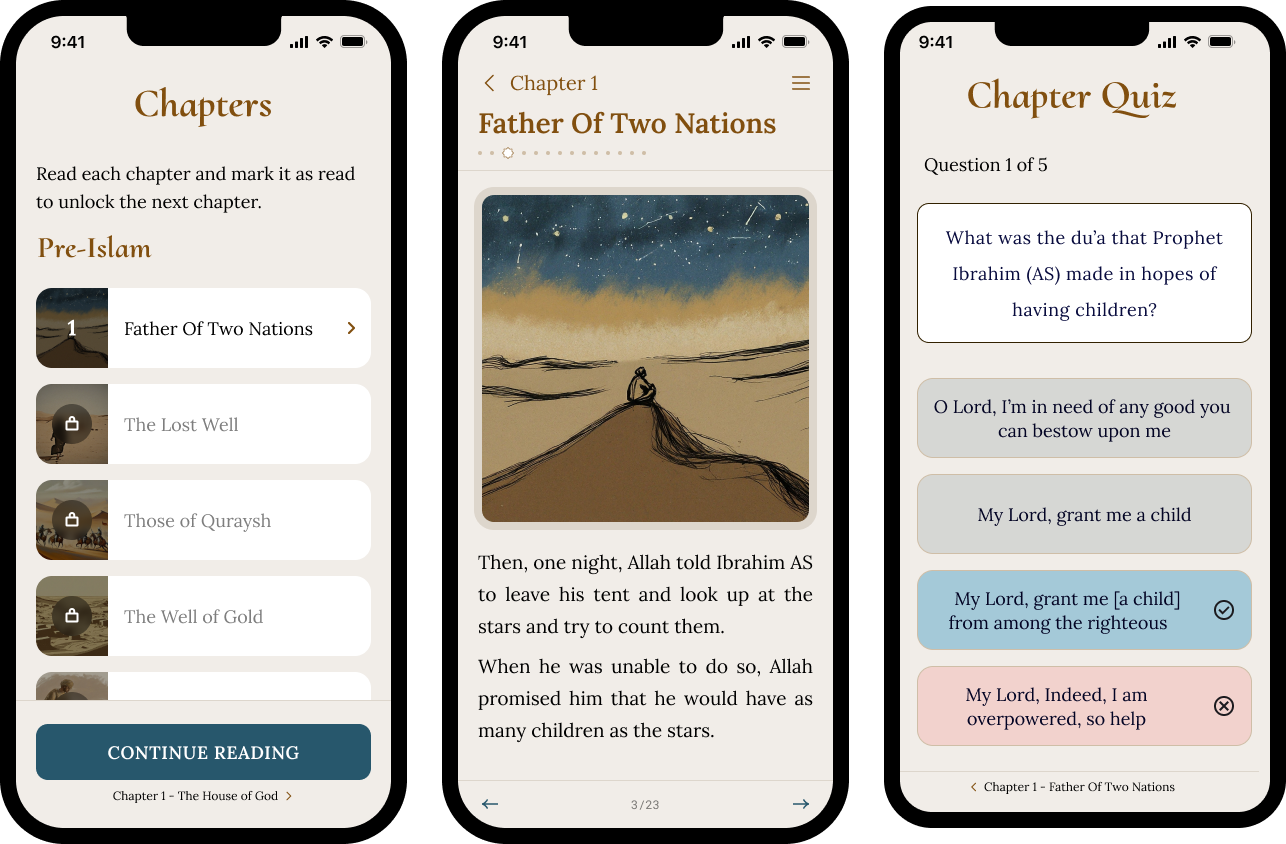 9:41
Chapters
Read each chapter and mark it as read
to unlock the next chapter.
Pre-Islam
1
Father Of Two Nations
The Lost Well
Those of Quraysh
The Well of Gold
CONTINUE READING
Chapter 1 - The House of God
9:41
Chapter 1
Father Of Two Nations
Then, one night, Allah told Ibrahim AS
to leave his tent and look up at the
stars and try to count them.
When he was unable to do so, Allah
promised him that he would have as
many children as the stars.
3/23
9:41
Chapter Quiz
Question 1 of 5
What was the du’a that Prophet
Ibrahim (AS) made in hopes of
having children?
O Lord, I’m in need of any good you
can bestow upon me
My Lord, grant me a child
My Lord, grant me [a child]
from among the righteous
My Lord, Indeed, I am
overpowered, so help
Chapter 1 - Father Of Two Nations